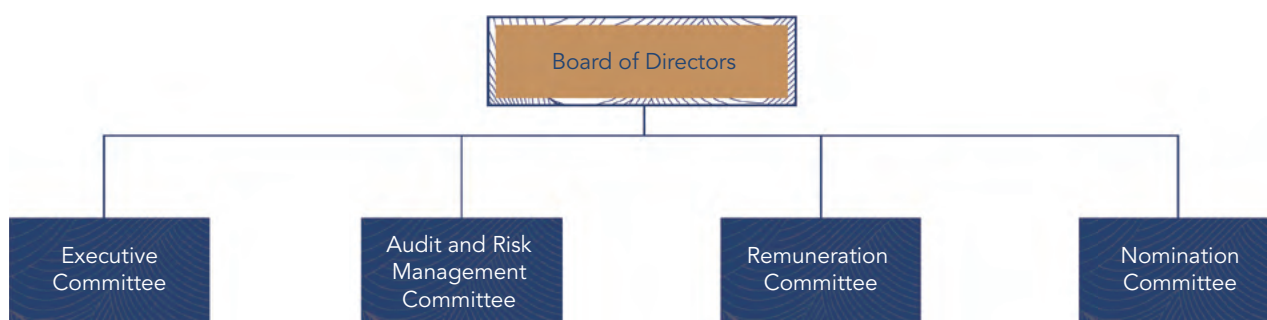 Board of Directors
Executive
Committee
Audit and Risk
Management
Committee
Remuneration
Committee
Nomination
Committee